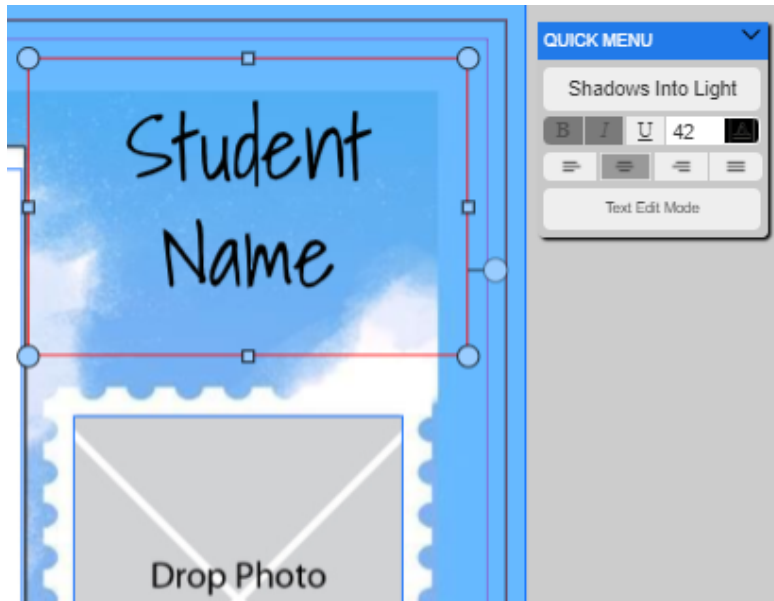 Student
Name
Drop Photo
QUICK MENU
Shadows Into Light
B I U 42 A
Text Edit Mode